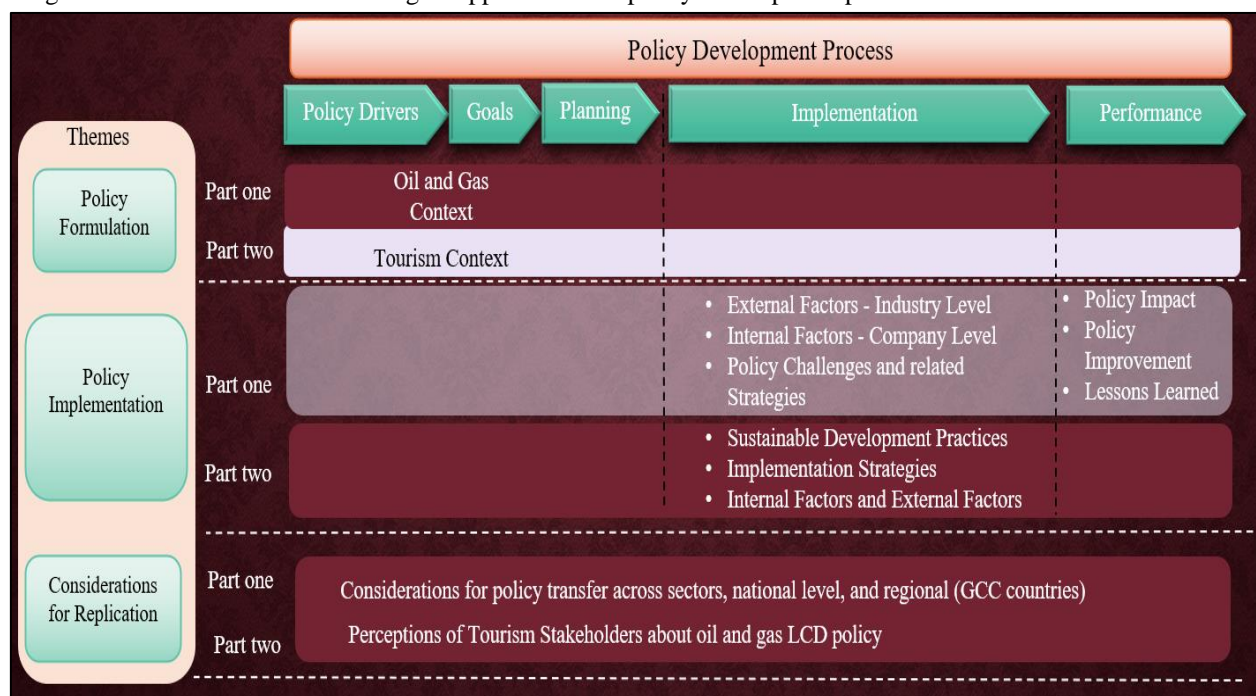 Policy Development Process
Policy Drivers
Goals
Planning
Implementation
Performance
Themes
Policy
Formulation
Part one
Oil and Gas
Context
Part two
Tourism Context
Policy
Implementation
Part one
• External Factors - Industry Level
• Internal Factors - Company Level
• Policy Challenges and related
Strategies
• Policy Impact
• Policy
Improvement
• Lessons Learned
Part two
• Sustainable Development Practices
• Implementation Strategies
• Internal Factors and External Factors
Considerations
for Replication
Part one
Considerations for policy transfer across sectors, national level, and regional (GCC countries)
Part two
Perceptions of Tourism Stakeholders about oil and gas LCD policy